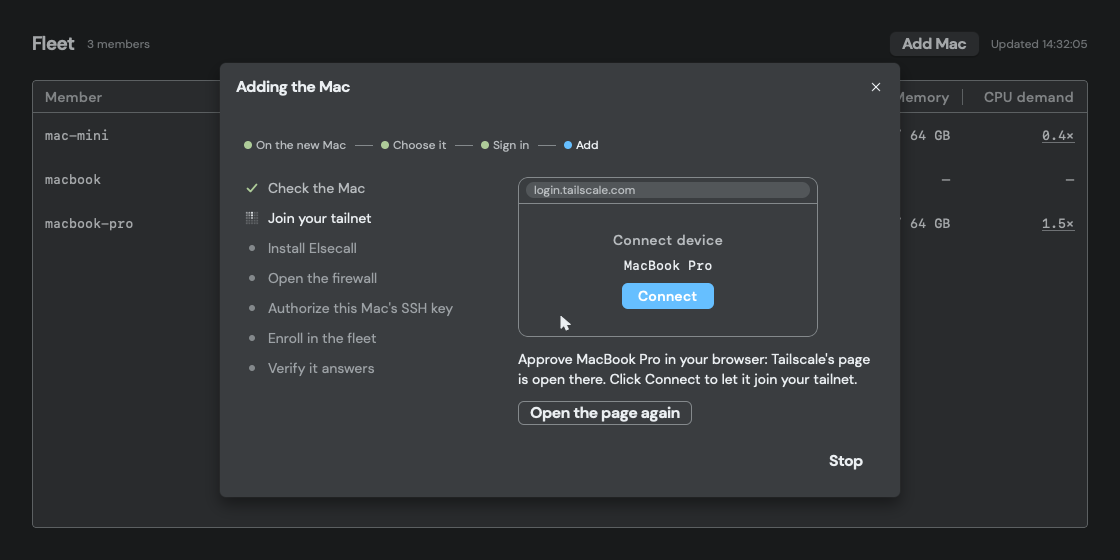 Fleet 3 members Add Mac Updated 14:32:05
Adding the Mac ×
Member Memory CPU demand
mac-mini 64 GB 0.4×
On the new Mac Choose it Sign in Add
macbook — —
Check the Mac
login.tailscale.com
Join your tailnet
macbook-pro 64 GB 1.5×
Connect device
Install Elsecall
MacBook Pro
Open the firewall
Connect
Authorize this Mac's SSH key
Enroll in the fleet
Verify it answers
Approve MacBook Pro in your browser: Tailscale's page
is open there. Click Connect to let it join your tailnet.
Open the page again
Stop